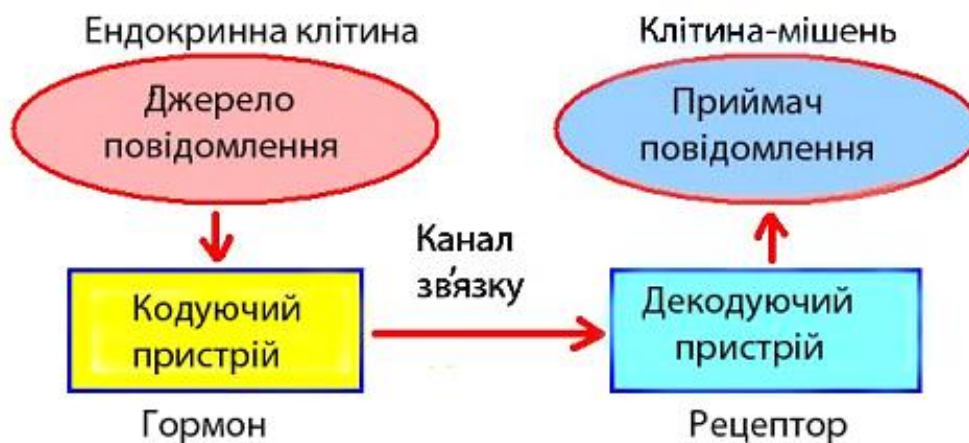 Ендокринна клітина
Клітина-мішень
Джерело
повідомлення
Приймач
повідомлення
Канал
зв'язку
Кодуючий
пристрій
Декодуючий
пристрій
Гормон
Рецептор